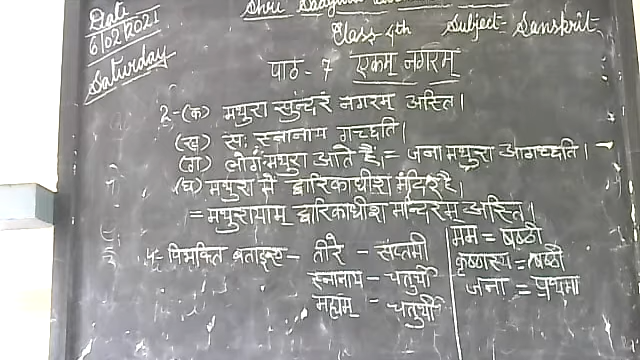 Date
6/02/2021
Saturday
Shri
Class 4th Subject- Sanskrit
पाठ - 7 एकम् नगरम्
2-(क) मथुरा सुन्दरं नगरम् अस्ति।
(ख) सः स्नानाय गच्छति।
(ग) लोग मथुरा आते हैं, = जना मथुरा आगच्छति।
(घ) मथुरा में द्वारिकाधीश मंदिर है।
= मथुरायाम् द्वारिकाधीश मन्दिरम् अस्ति।
विभक्ति बताइए - तीरे - सप्तमी
स्नानाय - चतुर्थी
मह्यम् - चतुर्थी
मम = षष्ठी
कृष्णस्य = षष्ठी
जना = प्रथमा